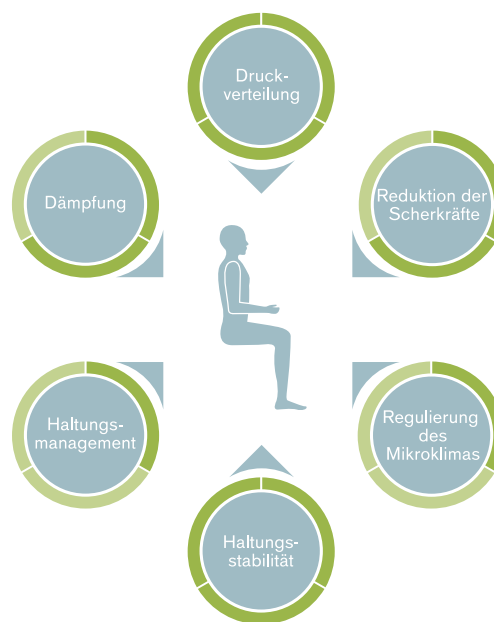 Druck-
verteilung
Dämpfung
Reduktion der
Scherkräfte
Haltungs-
management
Regulierung
des
Mikroklimas
Haltungs-
stabilität